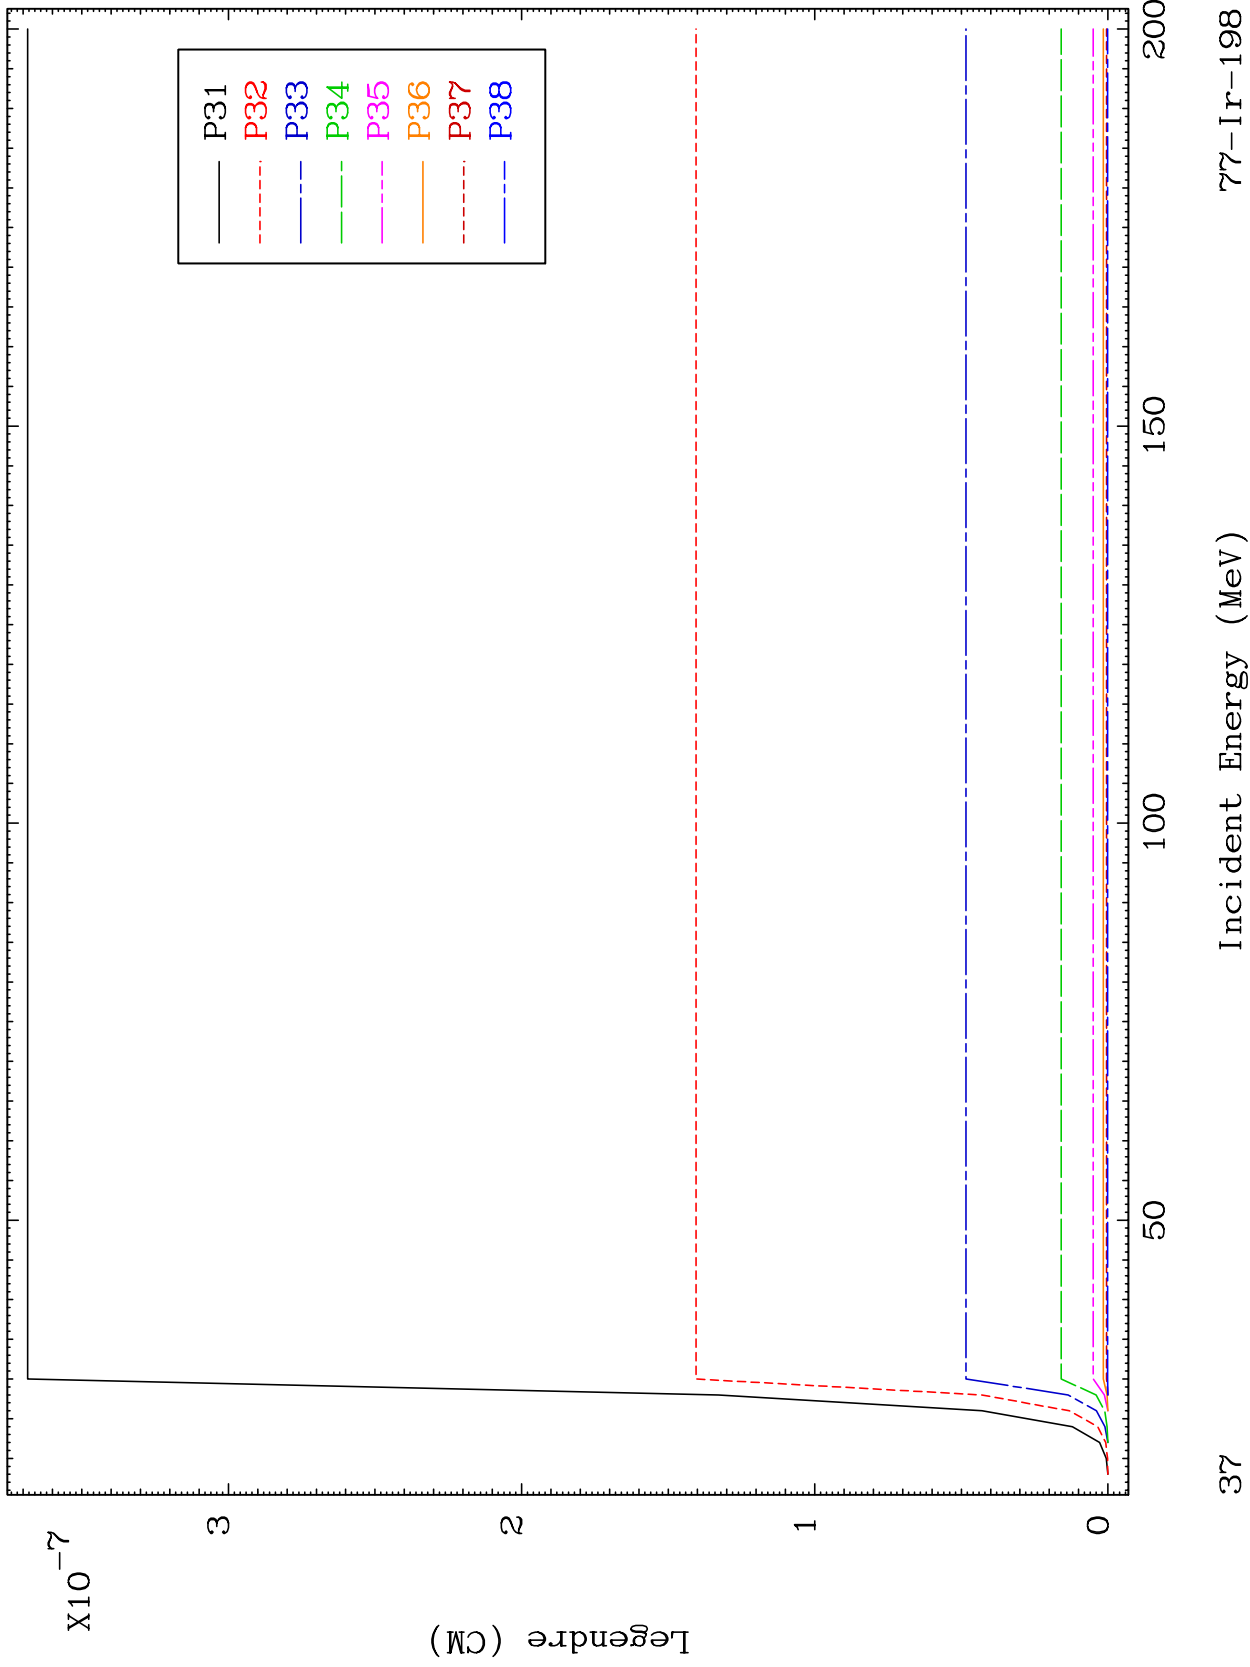 X10-7
Legendre (CM)
3
2
1
0
P31
P32
P33
P34
P35
P36
P37
P38
50
100
150
200
37
Incident Energy (MeV)
77-Ir-198